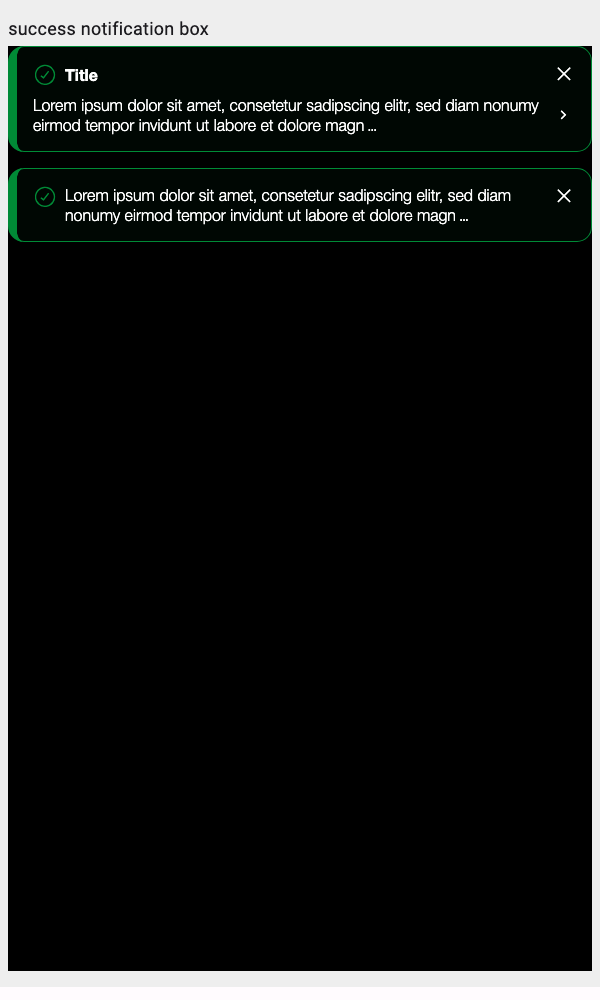 success notification box
Title
Lorem ipsum dolor sit amet, consetetur sadipscing elitr, sed diam nonumy
eirmod tempor invidunt ut labore et dolore magn ...
Lorem ipsum dolor sit amet, consetetur sadipscing elitr, sed diam
nonumy eirmod tempor invidunt ut labore et dolore magn ...